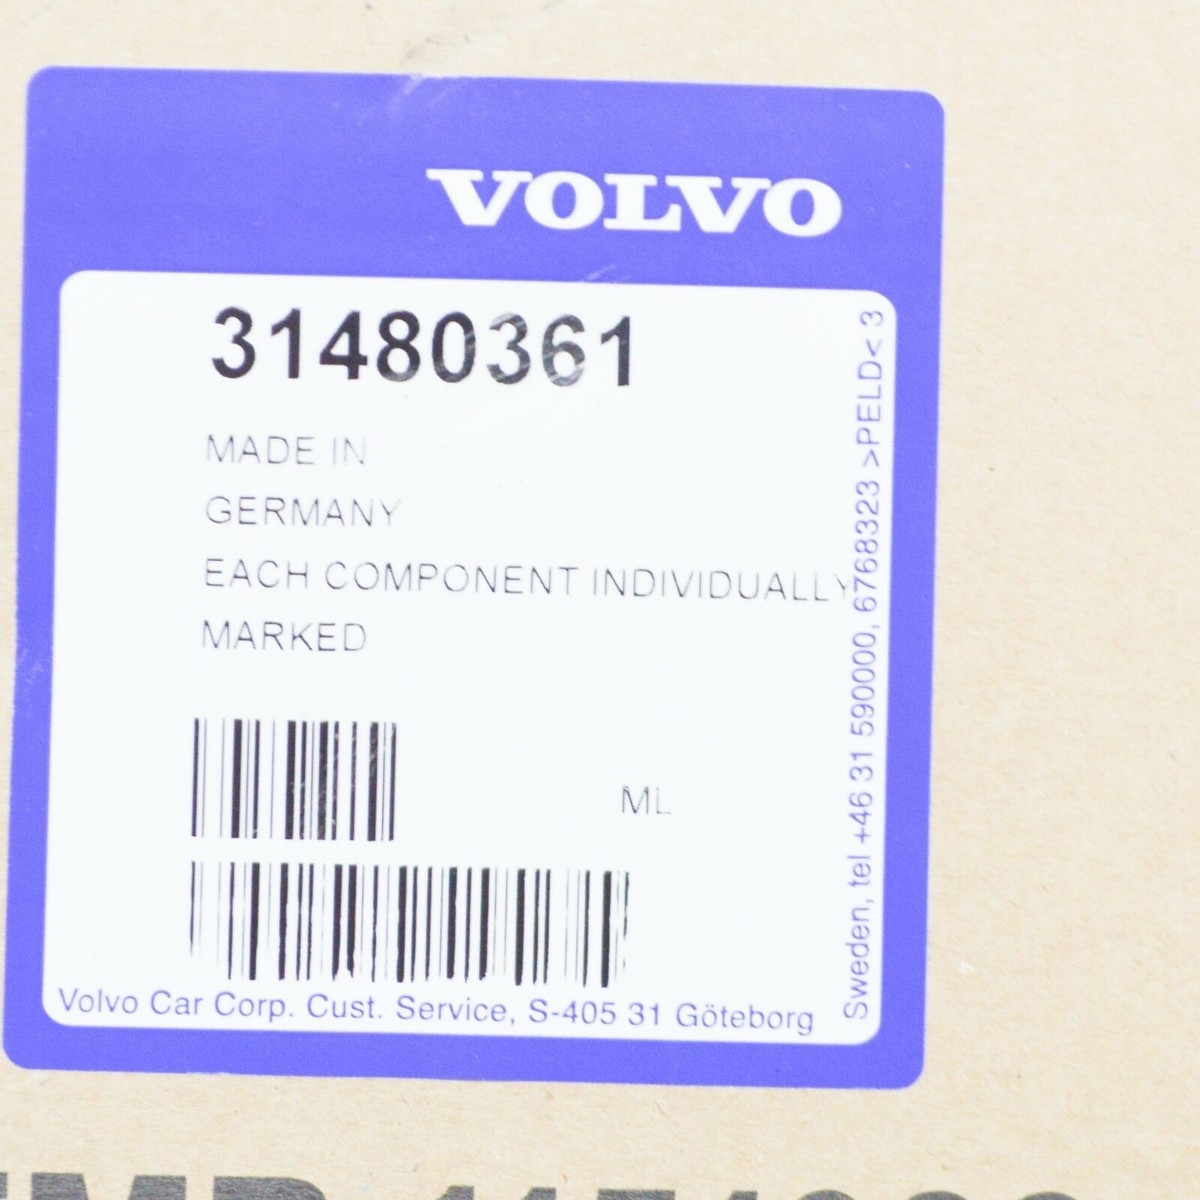 VOLVO
31480361
MADE IN
GERMANY
EACH COMPONENT INDIVIDUALLY
MARKED
ML
Volvo Car Corp. Cust. Service, S-405 31 Göteborg
Sweden, tel +46 31 590000, 6768323 >PELD< 3